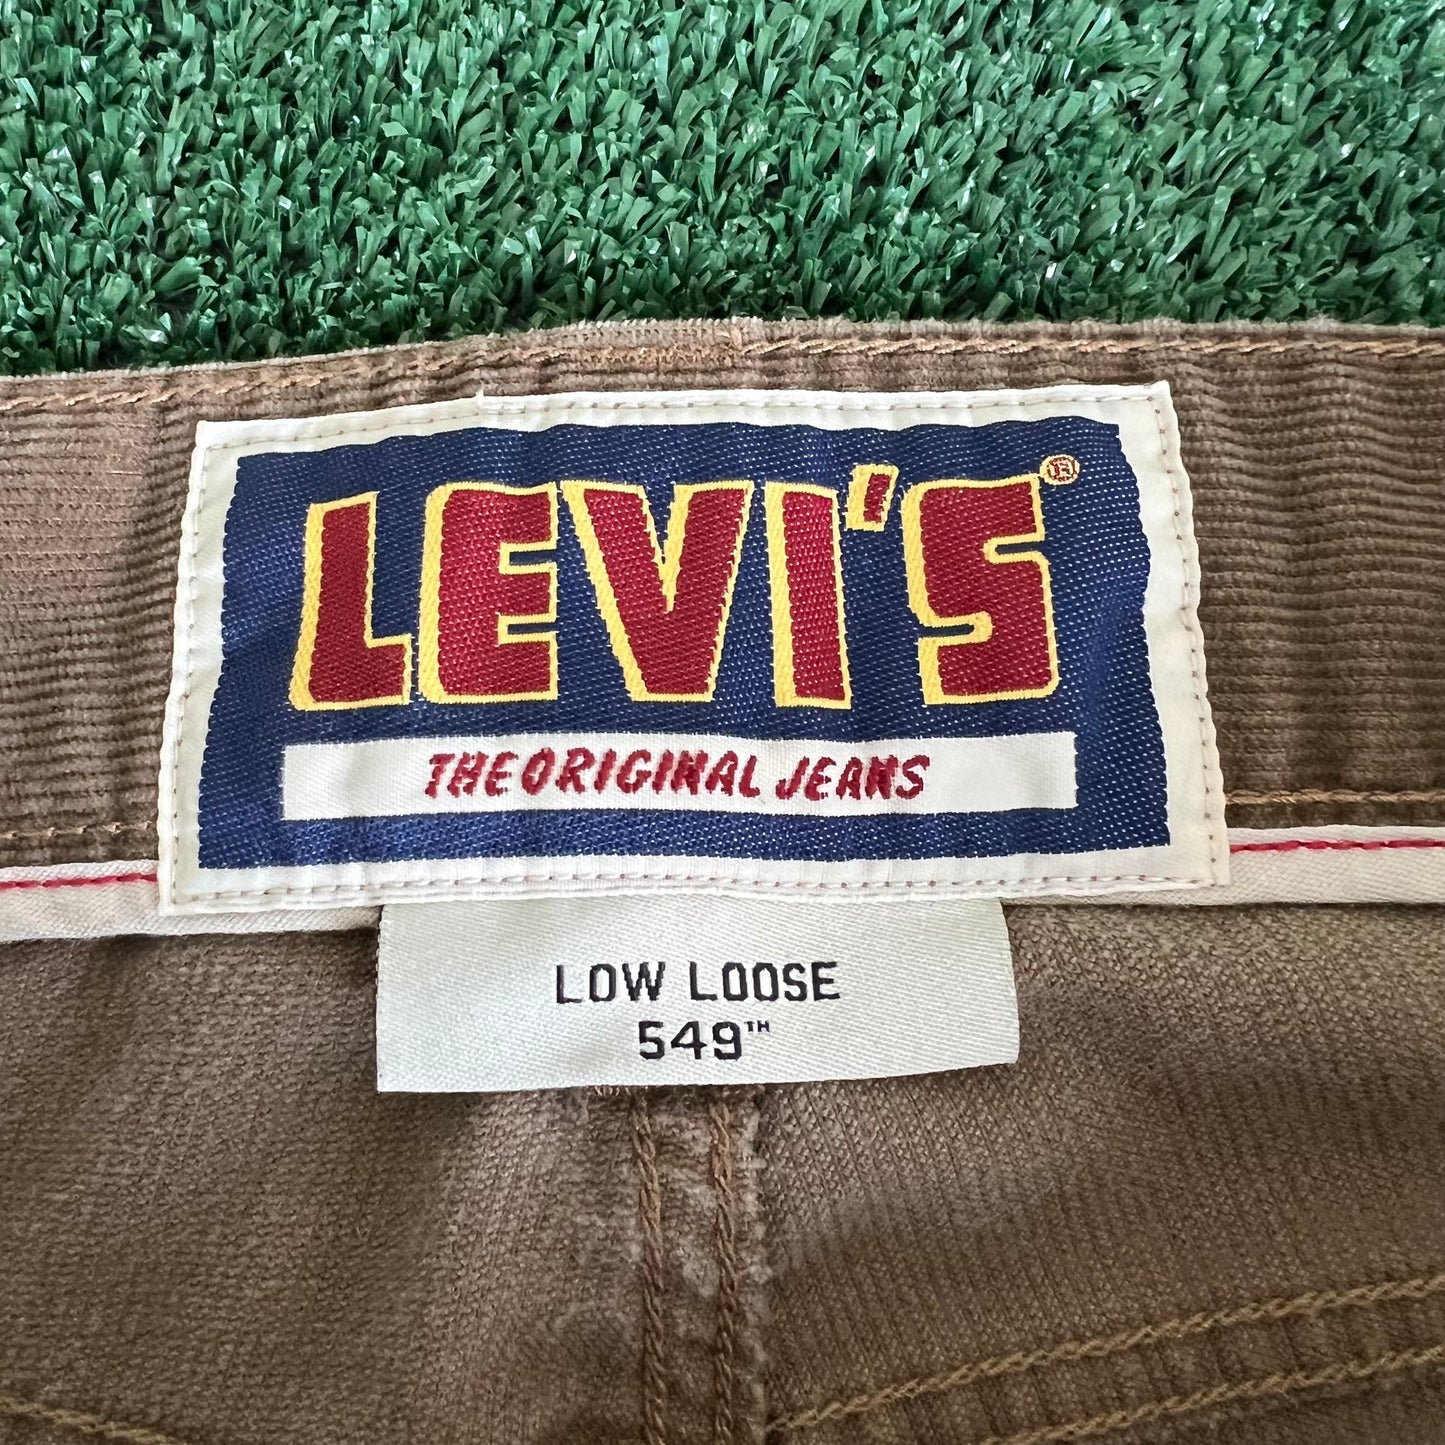 LEVI'S®
THE ORIGINAL JEANS
LOW LOOSE
549™